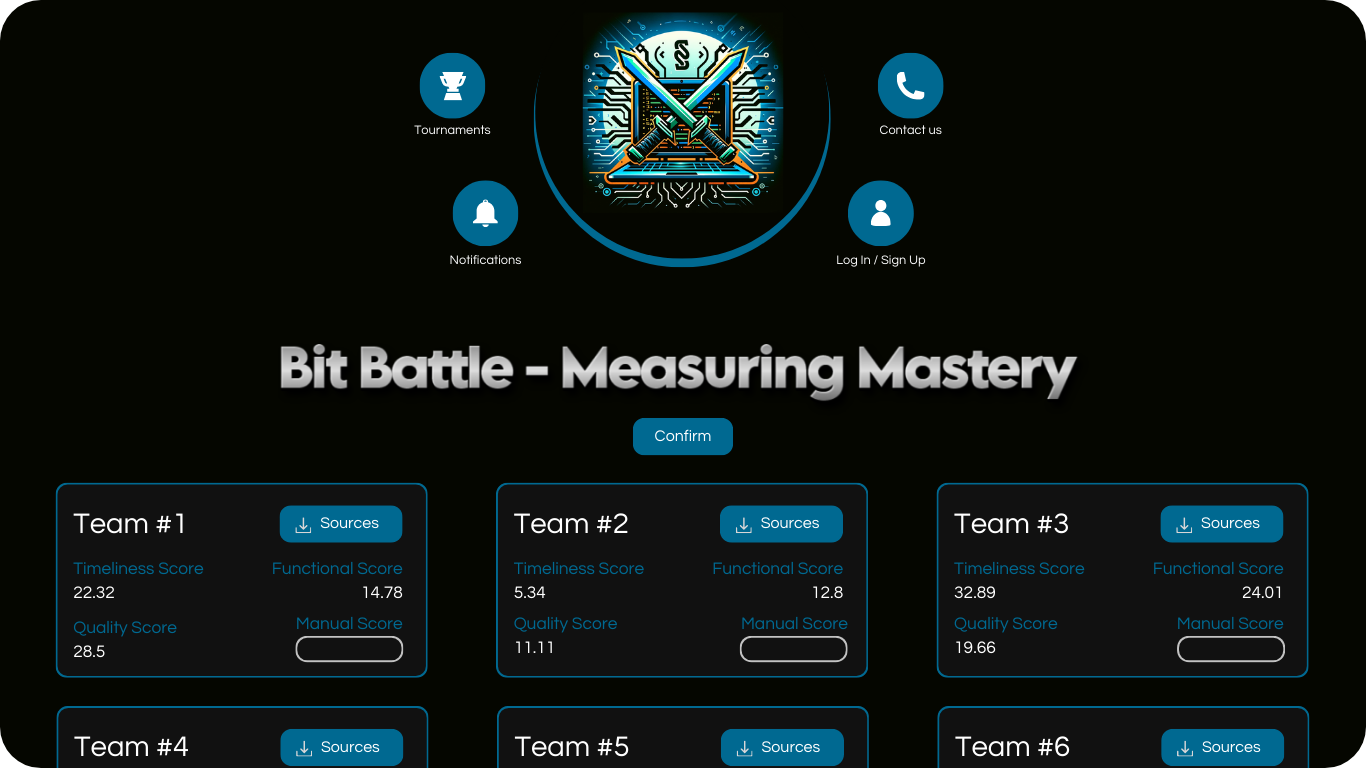 Tournaments
Contact us
Notifications
Log In / Sign Up
Bit Battle - Measuring Mastery
Confirm
Team #1
Sources
Timeliness Score
Functional Score
22.32
14.78
Quality Score
Manual Score
28.5
Team #2
Sources
Timeliness Score
Functional Score
5.34
12.8
Quality Score
Manual Score
11.11
Team #3
Sources
Timeliness Score
Functional Score
32.89
24.01
Quality Score
Manual Score
19.66
Team #4
Sources
Team #5
Sources
Team #6
Sources